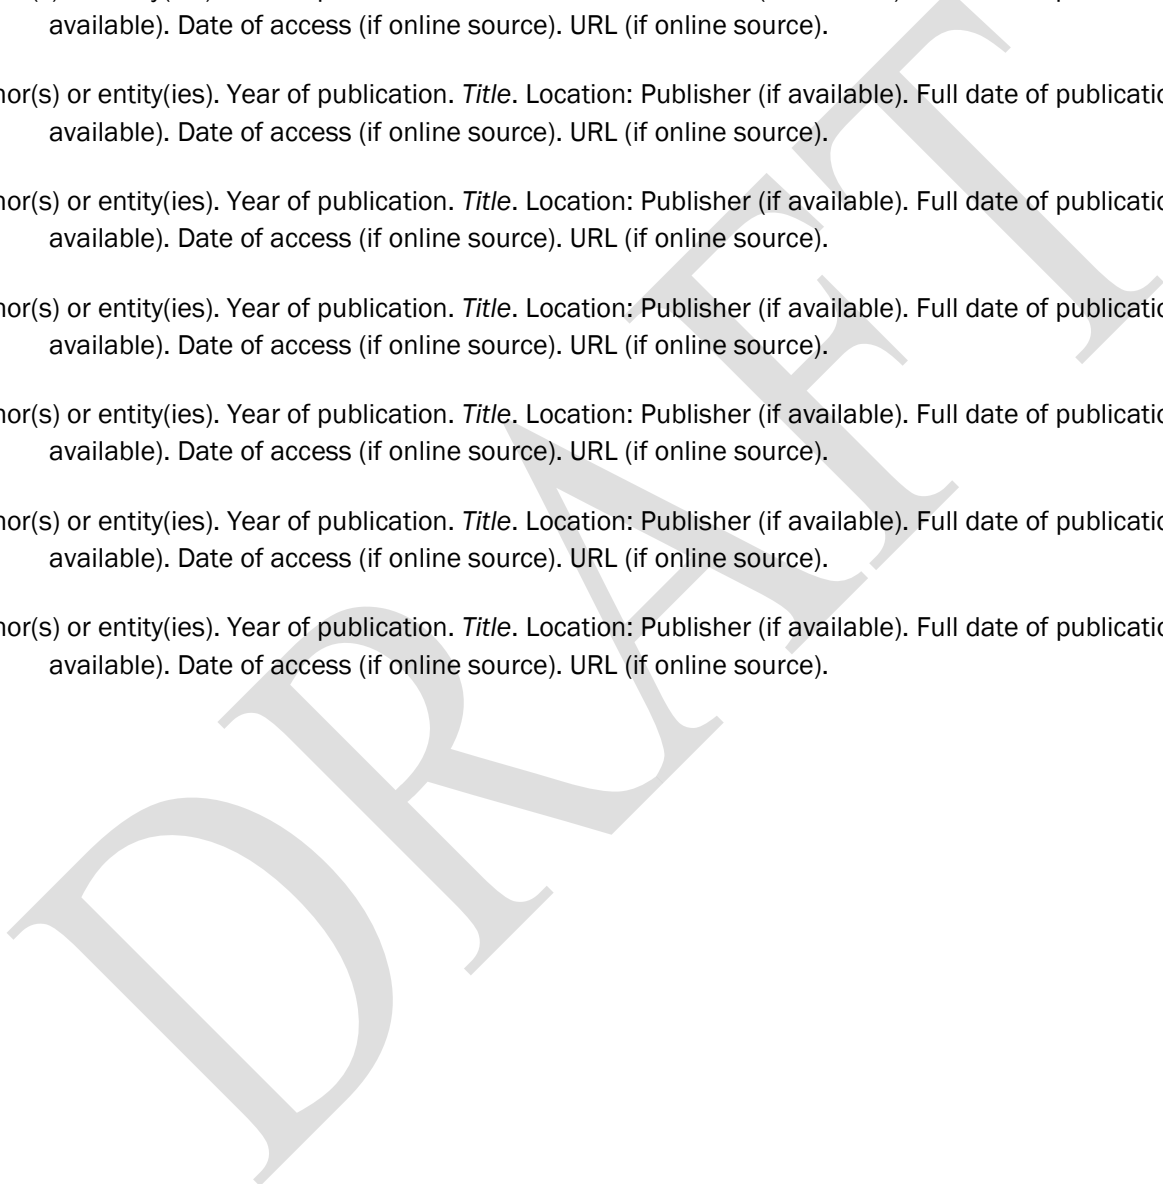 available). Date of access (if online source). URL (if online source).
hor(s) or entity(ies). Year of publication. Title. Location: Publisher (if available). Full date of publicatio
available). Date of access (if online source). URL (if online source).
hor(s) or entity(ies). Year of publication. Title. Location: Publisher (if available). Full date of publicatio
available). Date of access (if online source). URL (if online source).
hor(s) or entity(ies). Year of publication. Title. Location: Publisher (if available). Full date of publicatio
available). Date of access (if online source). URL (if online source).
hor(s) or entity(ies). Year of publication. Title. Location: Publisher (if available). Full date of publicatio
available). Date of access (if online source). URL (if online source).
hor(s) or entity(ies). Year of publication. Title. Location: Publisher (if available). Full date of publicatio
available). Date of access (if online source). URL (if online source).
hor(s) or entity(ies). Year of publication. Title. Location: Publisher (if available). Full date of publicatio
available). Date of access (if online source). URL (if online source).
DRAFT